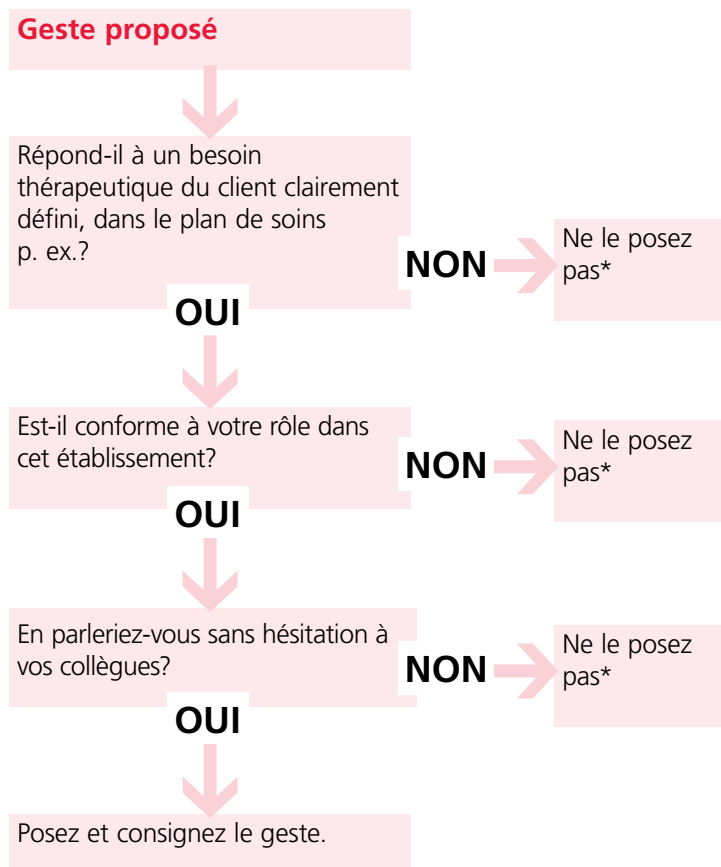 Geste proposé
Répond-il à un besoin
thérapeutique du client clairement
défini, dans le plan de soins
p. ex.?
NON
Ne le posez
pas*
OUI
Est-il conforme à votre rôle dans
cet établissement?
NON
Ne le posez
pas*
OUI
En parleriez-vous sans hésitation à
vos collègues?
NON
Ne le posez
pas*
OUI
Posez et consignez le geste.